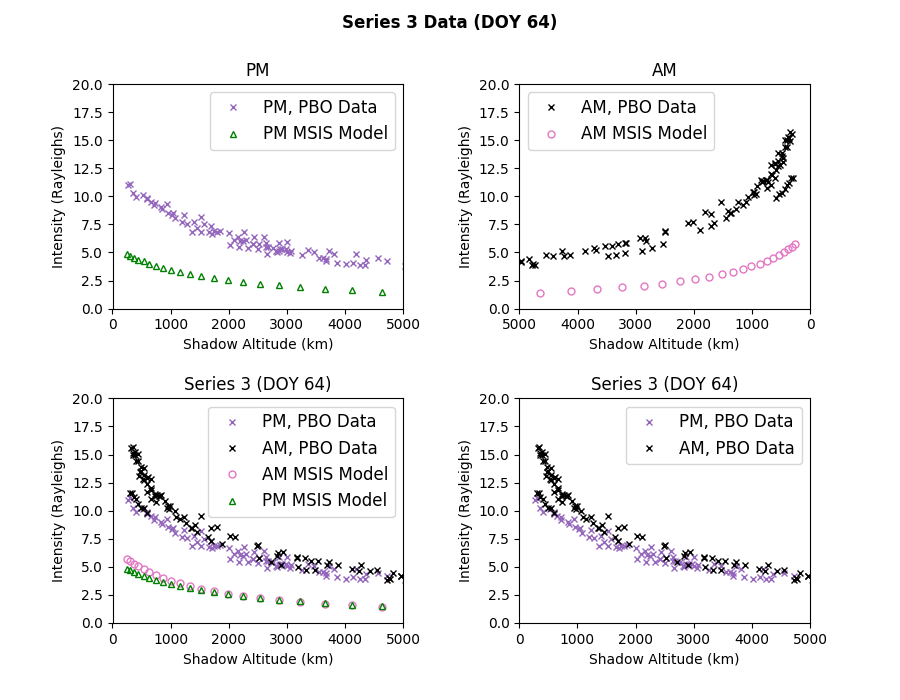 Series 3 Data (DOY 64)
PM
Intensity (Rayleighs)
20.0
17.5
15.0
12.5
10.0
7.5
5.0
2.5
0.0
PM, PBO Data
PM MSIS Model
0 1000 2000 3000 4000 5000
Shadow Altitude (km)
AM
Intensity (Rayleighs)
20.0
17.5
15.0
12.5
10.0
7.5
5.0
2.5
0.0
AM, PBO Data
AM MSIS Model
5000 4000 3000 2000 1000 0
Shadow Altitude (km)
Series 3 (DOY 64)
Intensity (Rayleighs)
20.0
17.5
15.0
12.5
10.0
7.5
5.0
2.5
0.0
PM, PBO Data
AM, PBO Data
AM MSIS Model
PM MSIS Model
0 1000 2000 3000 4000 5000
Shadow Altitude (km)
Series 3 (DOY 64)
Intensity (Rayleighs)
20.0
17.5
15.0
12.5
10.0
7.5
5.0
2.5
0.0
PM, PBO Data
AM, PBO Data
0 1000 2000 3000 4000 5000
Shadow Altitude (km)